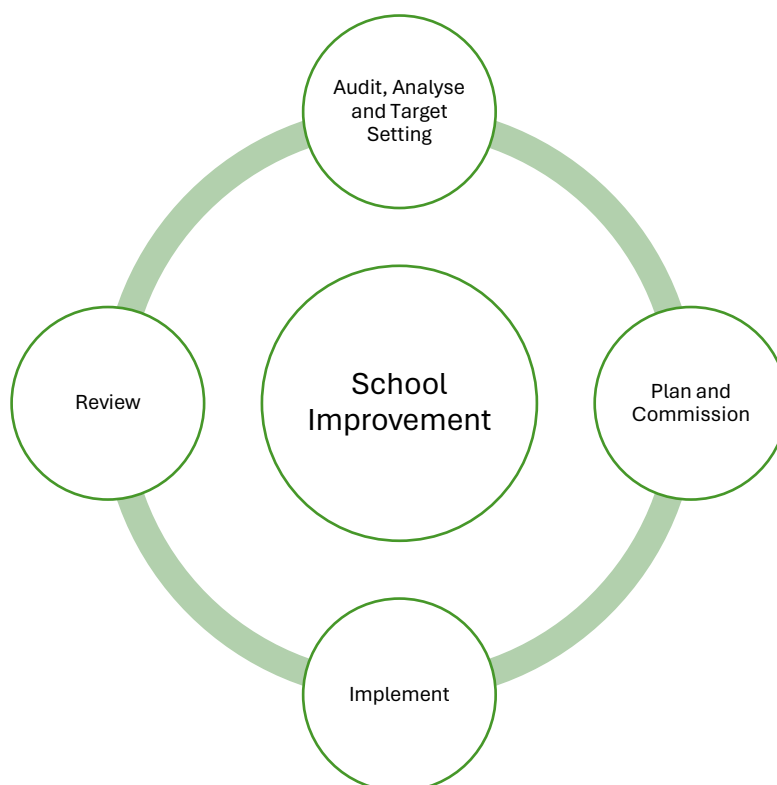 Audit, Analyse
and Target
Setting
School
Improvement
Review
Plan and
Commission
Implement